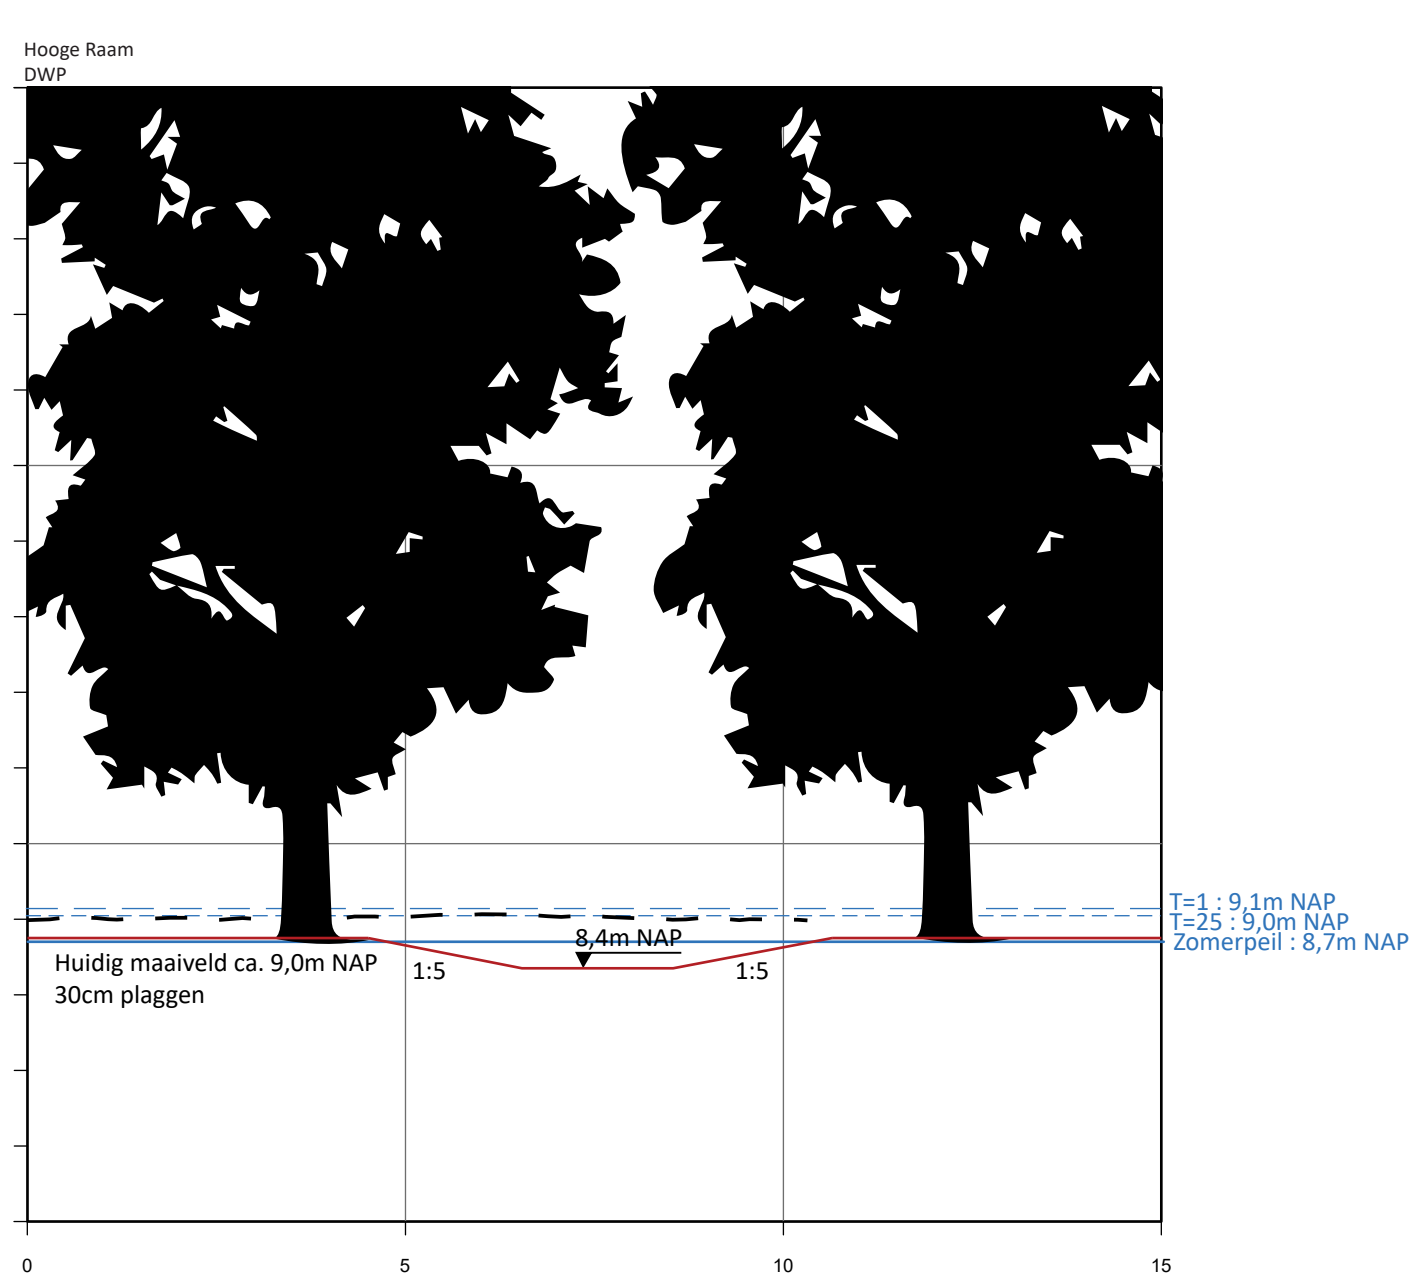 Hooge Raam
DWP
T=1 : 9,1m NAP
T=25 : 9,0m NAP
Zomerpeil : 8,7m NAP
8,4m NAP
Huidig maaiveld ca. 9,0m NAP
30cm plaggen
1:5
1:5
0
5
10
15